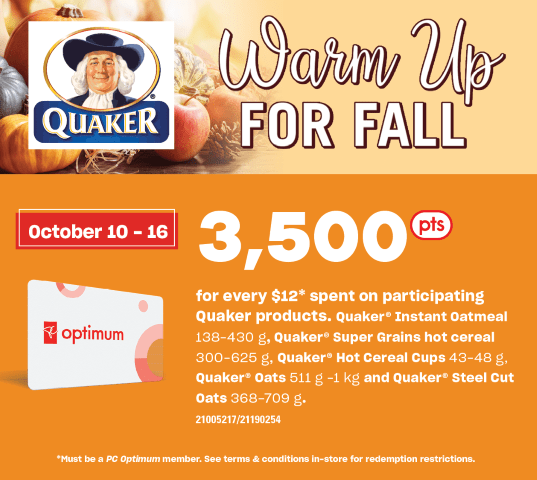 Warm Up
FOR FALL
QUAKER®
October 10 - 16
3,500 pts
optimum
for every $12* spent on participating
Quaker products. Quaker® Instant Oatmeal
138-430 g, Quaker® Super Grains hot cereal
300-625 g, Quaker® Hot Cereal Cups 43-48 g,
Quaker® Oats 511 g -1 kg and Quaker® Steel Cut
Oats 368-709 g.
21005217/21190254
*Must be a PC Optimum member. See terms & conditions in-store for redemption restrictions.